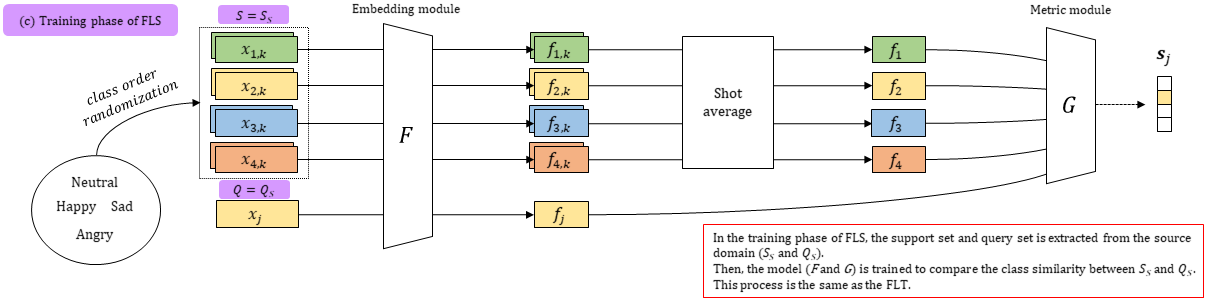 (c) Training phase of FLS
S = S_S
Embedding module
Metric module
class order
randomization
x_{1,k}
x_{2,k}
x_{3,k}
x_{4,k}
Q = Q_S
x_j
F
f_{1,k}
f_{2,k}
f_{3,k}
f_{4,k}
f_j
Shot
average
f_1
f_2
f_3
f_4
G
s_j
Neutral
Happy Sad
Angry
In the training phase of FLS, the support set and query set is extracted from the source
domain (S_S and Q_S).
Then, the model (F and G) is trained to compare the class similarity between S_S and Q_S.
This process is the same as the FLT.